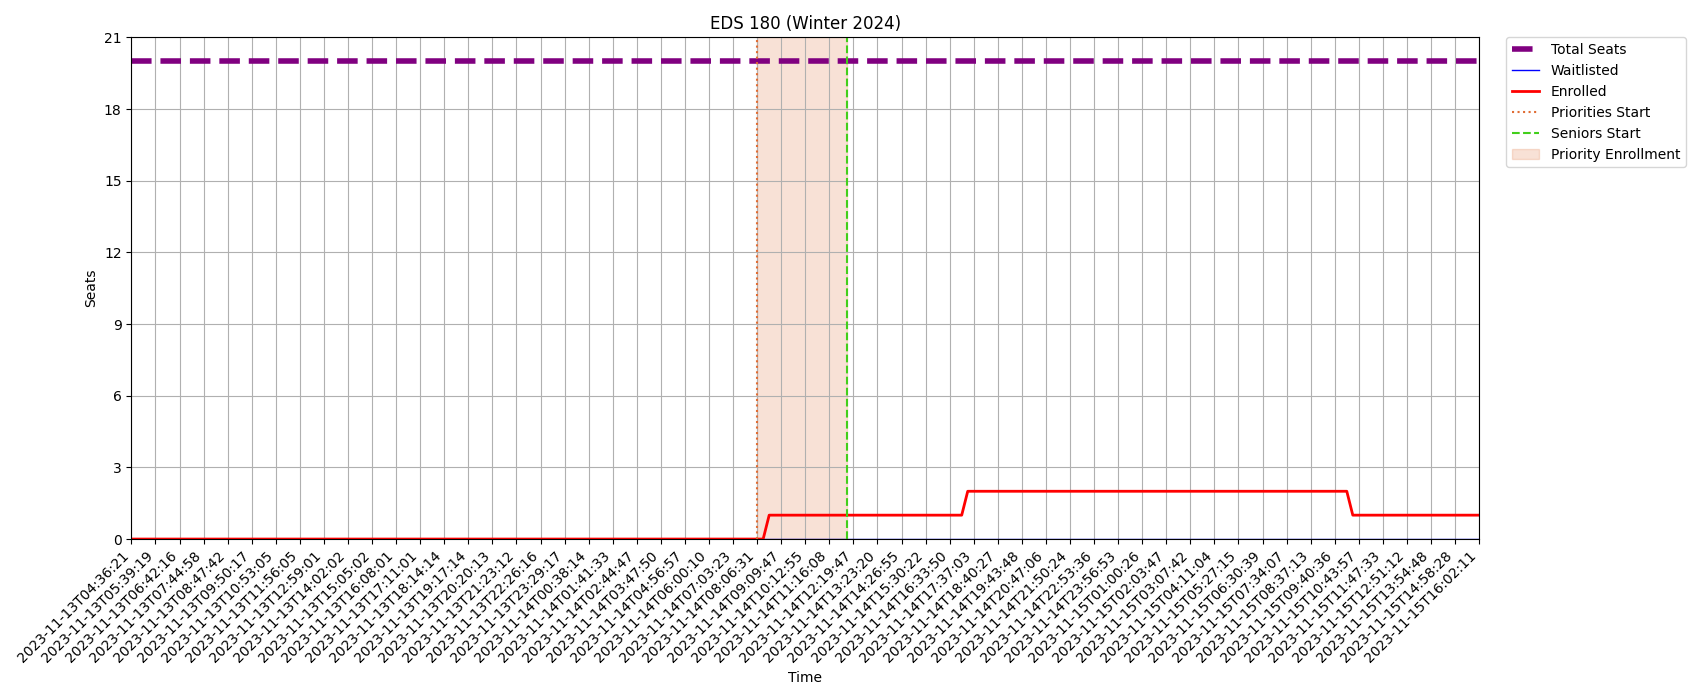 EDS 180 (Winter 2024)
21
18
15
12
9
6
3
0
Seats
Total Seats
Waitlisted
Enrolled
Priorities Start
Seniors Start
Priority Enrollment
2023-11-13T04:36:21
2023-11-13T05:39:19
2023-11-13T06:42:16
2023-11-13T07:44:58
2023-11-13T08:47:42
2023-11-13T09:50:17
2023-11-13T10:53:05
2023-11-13T11:56:05
2023-11-13T12:59:01
2023-11-13T14:02:02
2023-11-13T15:05:02
2023-11-13T16:08:01
2023-11-13T17:11:01
2023-11-13T18:14:14
2023-11-13T19:17:14
2023-11-13T20:20:13
2023-11-13T21:23:12
2023-11-13T22:26:16
2023-11-13T23:29:17
2023-11-14T00:38:14
2023-11-14T01:41:33
2023-11-14T02:44:47
2023-11-14T03:47:50
2023-11-14T04:56:57
2023-11-14T06:00:10
2023-11-14T07:03:23
2023-11-14T08:06:31
2023-11-14T09:09:47
2023-11-14T10:12:55
2023-11-14T11:16:08
2023-11-14T12:19:47
2023-11-14T13:23:20
2023-11-14T14:26:55
2023-11-14T15:30:22
2023-11-14T16:33:50
2023-11-14T17:37:03
2023-11-14T18:40:27
2023-11-14T19:43:48
2023-11-14T20:47:06
2023-11-14T21:50:24
2023-11-14T22:53:36
2023-11-14T23:56:53
2023-11-15T01:00:26
2023-11-15T02:03:47
2023-11-15T03:07:42
2023-11-15T04:11:04
2023-11-15T05:27:15
2023-11-15T06:30:39
2023-11-15T07:34:07
2023-11-15T08:37:13
2023-11-15T09:40:36
2023-11-15T10:43:57
2023-11-15T11:47:33
2023-11-15T12:51:12
2023-11-15T13:54:48
2023-11-15T14:58:28
2023-11-15T16:02:11
Time